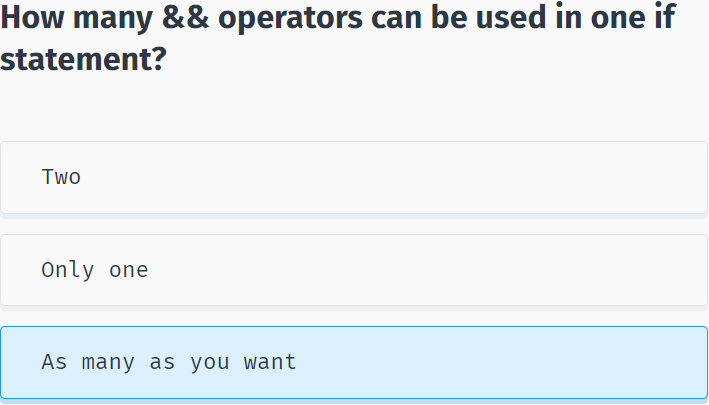 How many && operators can be used in one if
statement?
Two
Only one
As many as you want